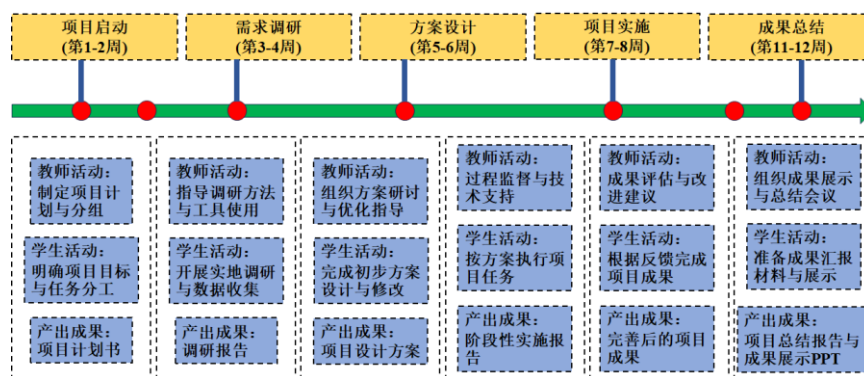 项目启动
(第1-2周)
需求调研
(第3-4周)
方案设计
(第5-6周)
项目实施
(第7-8周)
成果总结
(第11-12周)
教师活动：
制定项目计
划与分组
学生活动：
明确项目目标
与任务分工
产出成果：
项目计划书
教师活动：
指导调研方法
与工具使用
学生活动：
开展实地调研
与数据收集
产出成果：
调研报告
教师活动：
组织方案研讨
与优化指导
学生活动：
完成初步方案
设计与修改
产出成果：
项目设计方案
教师活动：
过程监督与技
术支持
学生活动：
按方案执行项
目任务
产出成果：
阶段性实施报
告
教师活动：
成果评估与改
进建议
学生活动：
根据反馈完成
项目成果
产出成果：
完善后的项目
成果
教师活动：
组织成果展示
与总结会议
学生活动：
准备成果汇报
材料与展示
产出成果：
项目总结报告与
成果展示PPT